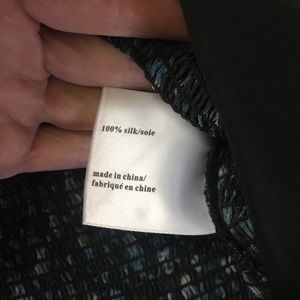 100% silk/soie
made in china/
fabriqué en chine